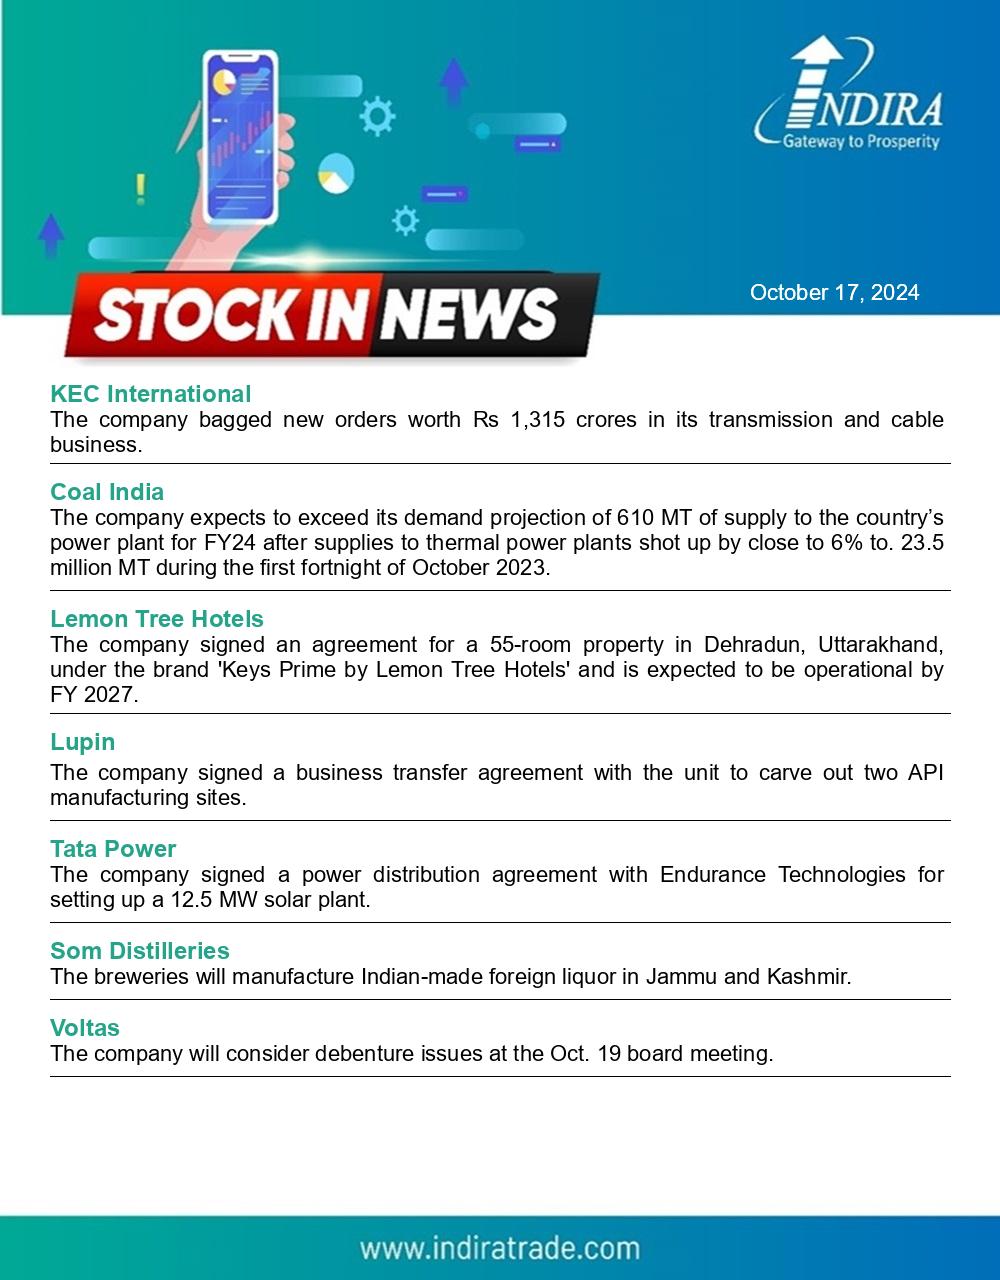 INDIRA
Gateway to Prosperity
STOCK IN NEWS
October 17, 2024
KEC International
The company bagged new orders worth Rs 1,315 crores in its transmission and cable
business.
Coal India
The company expects to exceed its demand projection of 610 MT of supply to the country’s
power plant for FY24 after supplies to thermal power plants shot up by close to 6% to. 23.5
million MT during the first fortnight of October 2023.
Lemon Tree Hotels
The company signed an agreement for a 55-room property in Dehradun, Uttarakhand,
under the brand 'Keys Prime by Lemon Tree Hotels' and is expected to be operational by
FY 2027.
Lupin
The company signed a business transfer agreement with the unit to carve out two API
manufacturing sites.
Tata Power
The company signed a power distribution agreement with Endurance Technologies for
setting up a 12.5 MW solar plant.
Som Distilleries
The breweries will manufacture Indian-made foreign liquor in Jammu and Kashmir.
Voltas
The company will consider debenture issues at the Oct. 19 board meeting.
www.indiratrade.com